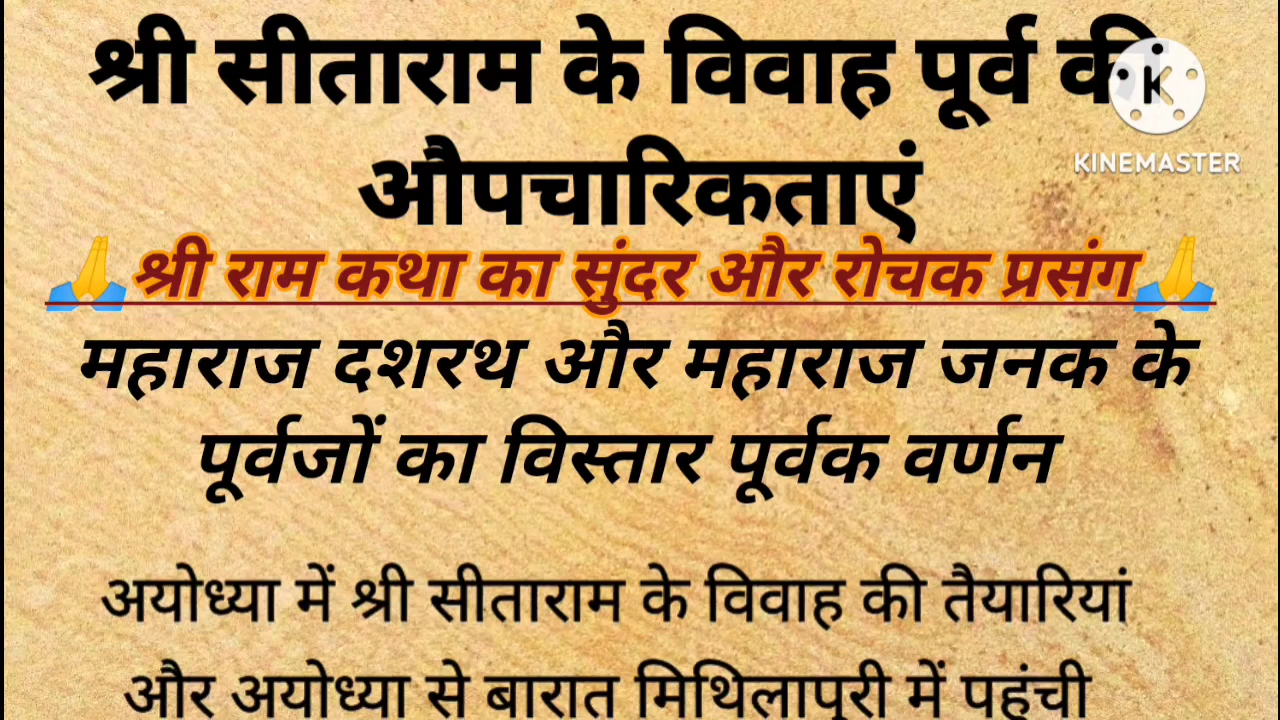 श्री सीताराम के विवाह पूर्व की
औपचारिकताएं
KINEMASTER
🙏श्री राम कथा का सुंदर और रोचक प्रसंग🙏
महाराज दशरथ और महाराज जनक के
पूर्वजों का विस्तार पूर्वक वर्णन
अयोध्या में श्री सीताराम के विवाह की तैयारियां
और अयोध्या से बारात मिथिलापुरी में पहुंची